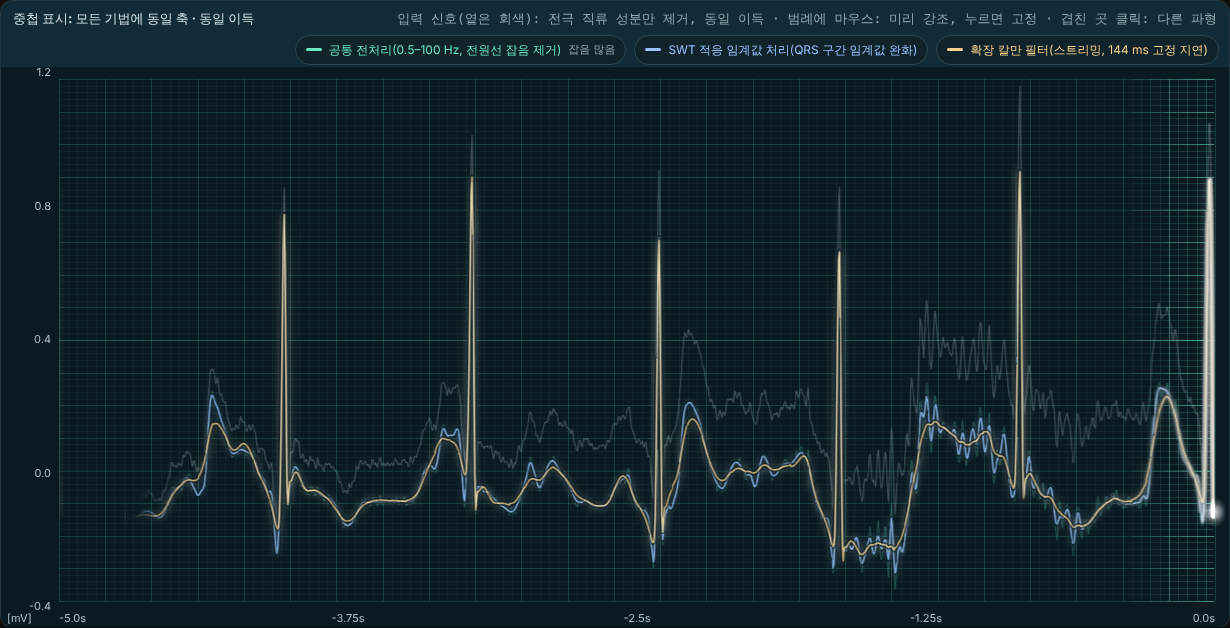 중첩 표시: 모든 기법에 동일 축 · 동일 이득
입력 신호(옅은 회색): 전극 직류 성분만 제거, 동일 이득 · 범례에 마우스: 미리 강조, 누르면 고정 · 겹친 곳 클릭: 다른 파형
공통 전처리(0.5–100 Hz, 전원선 잡음 제거) 잡음 많음
SWT 적응 임계값 처리(QRS 구간 임계값 완화)
확장 칼만 필터(스트리밍, 144 ms 고정 지연)
1.2
0.8
0.4
0.0
-0.4
[mV]
-5.0s
-3.75s
-2.5s
-1.25s
0.0s